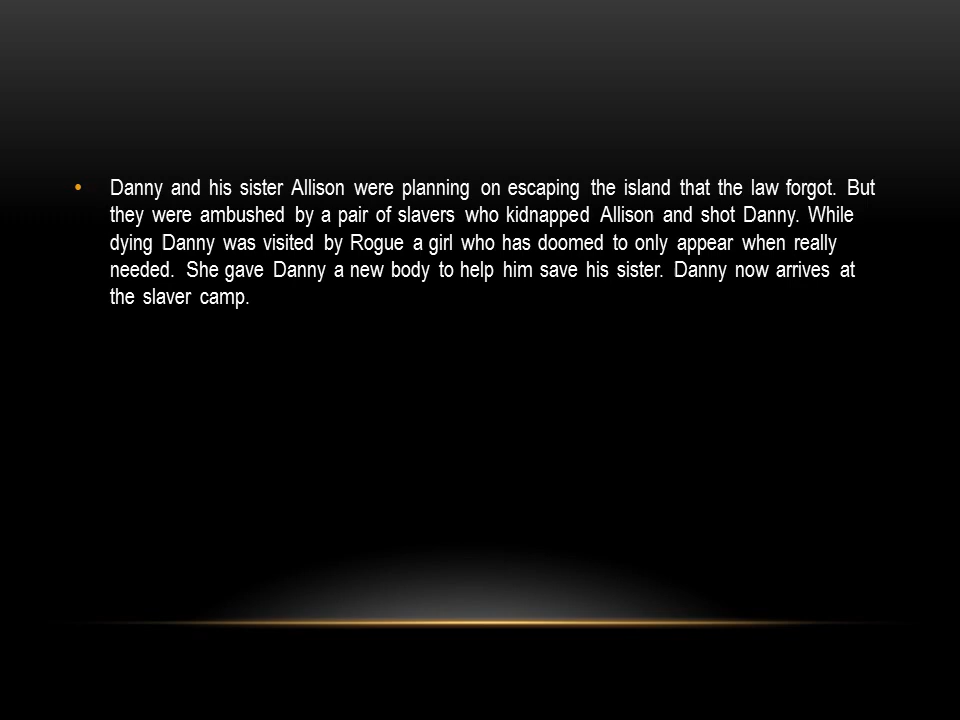 • Danny and his sister Allison were planning on escaping the island that the law forgot. But
they were ambushed by a pair of slavers who kidnapped Allison and shot Danny. While
dying Danny was visited by Rogue a girl who has doomed to only appear when really
needed. She gave Danny a new body to help him save his sister. Danny now arrives at
the slaver camp.